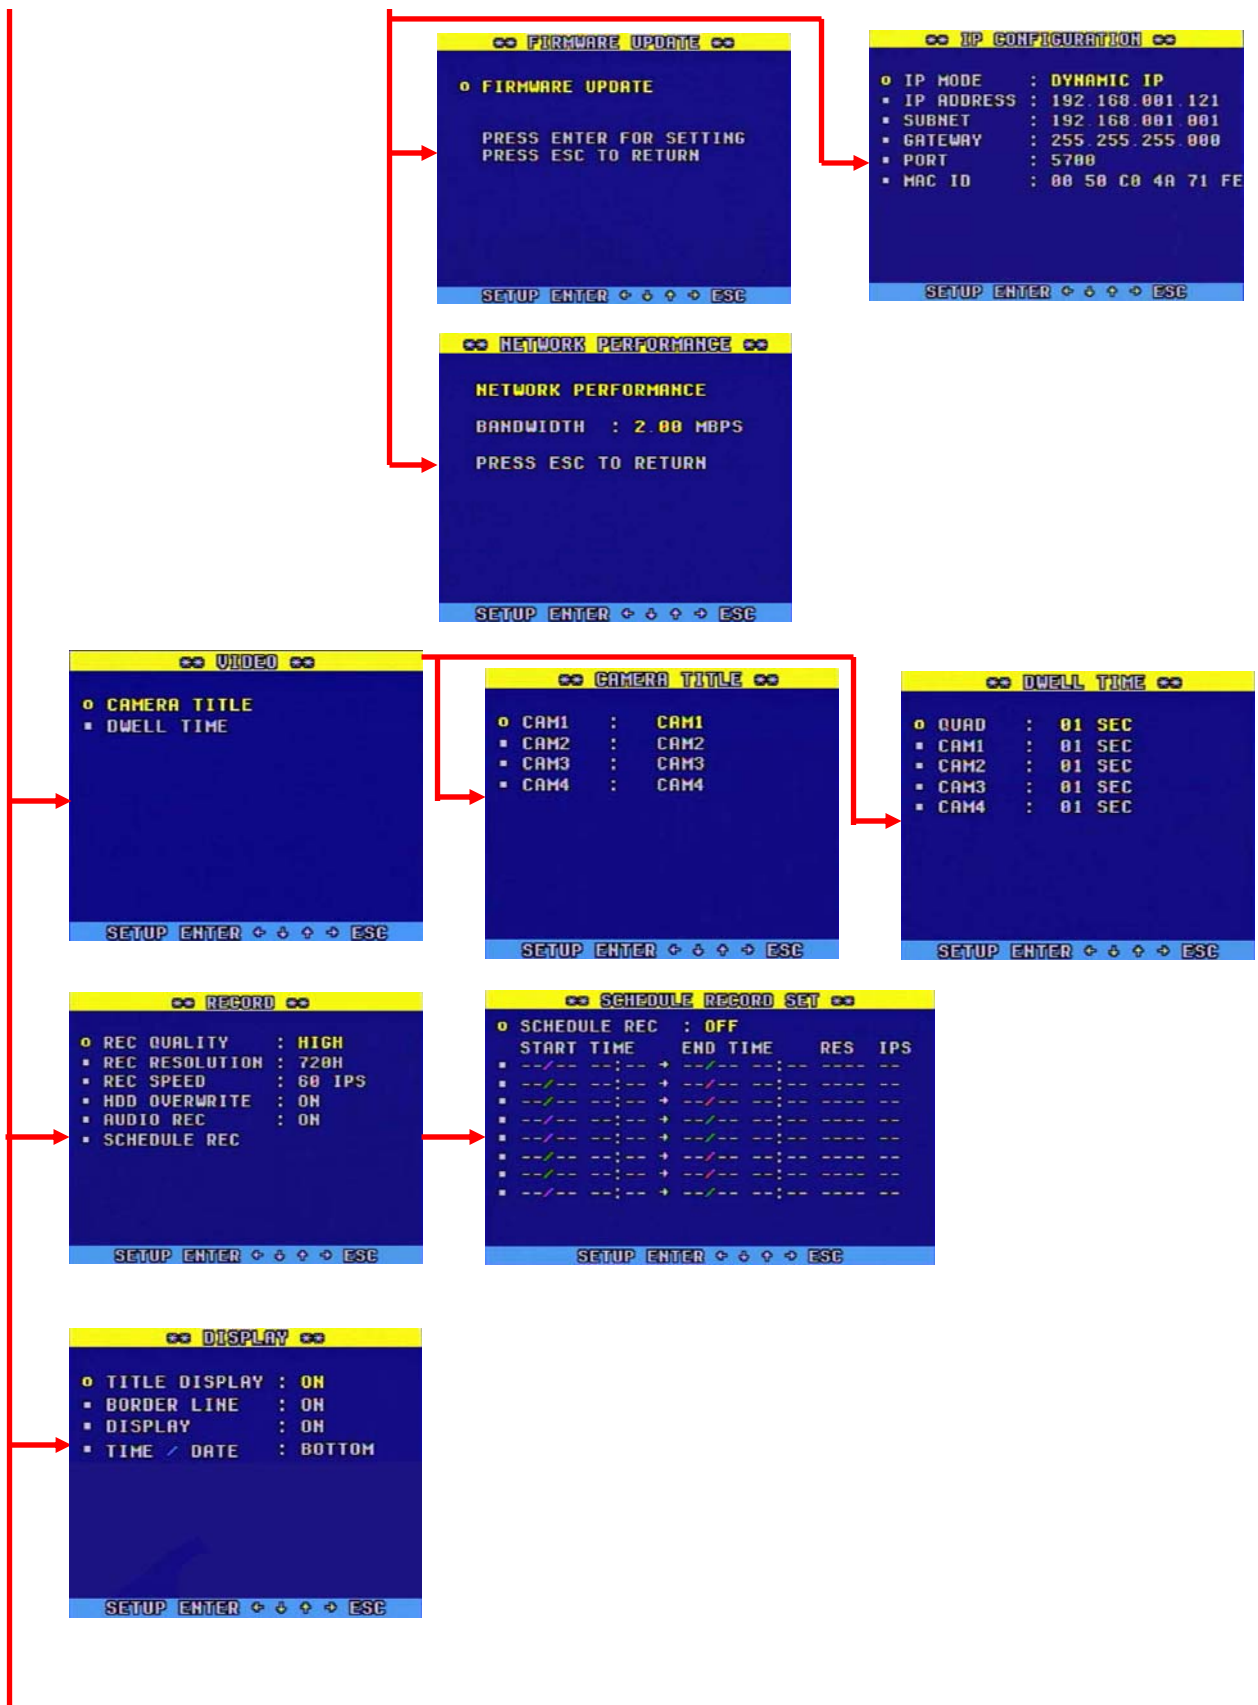 ** FIRMWARE UPDATE **
o FIRMWARE UPDATE
PRESS ENTER FOR SETTING
PRESS ESC TO RETURN
SETUP ENTER ← ↓ ↑ → ESC
** IP CONFIGURATION **
o IP MODE : DYNAMIC IP
▪ IP ADDRESS : 192.168.001.121
▪ SUBNET : 192.168.001.001
▪ GATEWAY : 255.255.255.000
▪ PORT : 5700
▪ MAC ID : 00 50 C0 4A 71 FE
SETUP ENTER ← ↓ ↑ → ESC
** NETWORK PERFORMANCE **
NETWORK PERFORMANCE
BANDWIDTH : 2.00 MBPS
PRESS ESC TO RETURN
SETUP ENTER ← ↓ ↑ → ESC
** VIDEO **
o CAMERA TITLE
▪ DWELL TIME
SETUP ENTER ← ↓ ↑ → ESC
** CAMERA TITLE **
o CAM1 : CAM1
▪ CAM2 : CAM2
▪ CAM3 : CAM3
▪ CAM4 : CAM4
SETUP ENTER ← ↓ ↑ → ESC
** DWELL TIME **
o QUAD : 01 SEC
▪ CAM1 : 01 SEC
▪ CAM2 : 01 SEC
▪ CAM3 : 01 SEC
▪ CAM4 : 01 SEC
SETUP ENTER ← ↓ ↑ → ESC
** RECORD **
o REC QUALITY : HIGH
▪ REC RESOLUTION : 720H
▪ REC SPEED : 60 IPS
▪ HDD OVERWRITE : ON
▪ AUDIO REC : ON
▪ SCHEDULE REC
SETUP ENTER ← ↓ ↑ → ESC
** SCHEDULE RECORD SET **
o SCHEDULE REC : OFF
START TIME END TIME RES IPS
▪ --/-- --:-- → --/-- --:-- ---- --
▪ --/-- --:-- → --/-- --:-- ---- --
▪ --/-- --:-- → --/-- --:-- ---- --
▪ --/-- --:-- → --/-- --:-- ---- --
▪ --/-- --:-- → --/-- --:-- ---- --
▪ --/-- --:-- → --/-- --:-- ---- --
▪ --/-- --:-- → --/-- --:-- ---- --
▪ --/-- --:-- → --/-- --:-- ---- --
SETUP ENTER ← ↓ ↑ → ESC
** DISPLAY **
o TITLE DISPLAY : ON
▪ BORDER LINE : ON
▪ DISPLAY : ON
▪ TIME / DATE : BOTTOM
SETUP ENTER ← ↓ ↑ → ESC